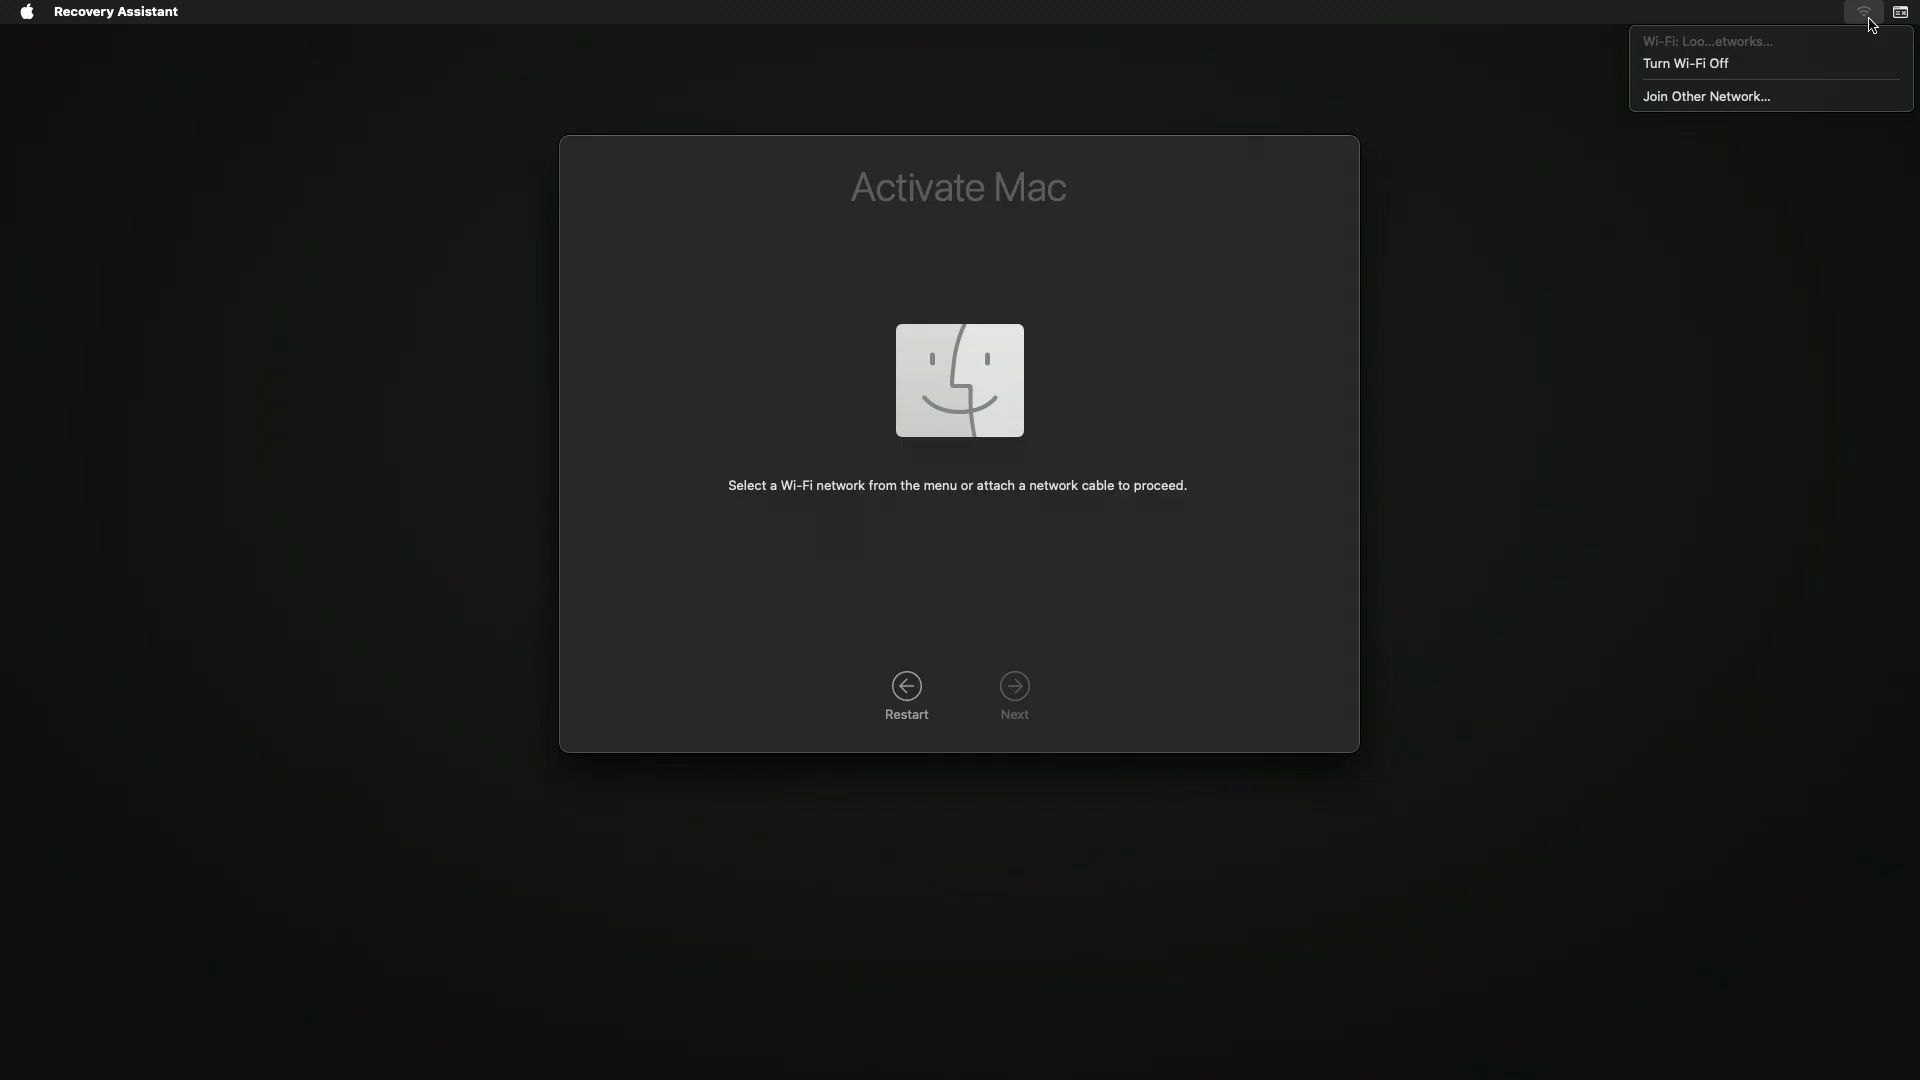 Recovery Assistant
Wi-Fi: Loo...etworks...
Turn Wi-Fi Off
Join Other Network...
Activate Mac
Select a Wi-Fi network from the menu or attach a network cable to proceed.
Restart
Next